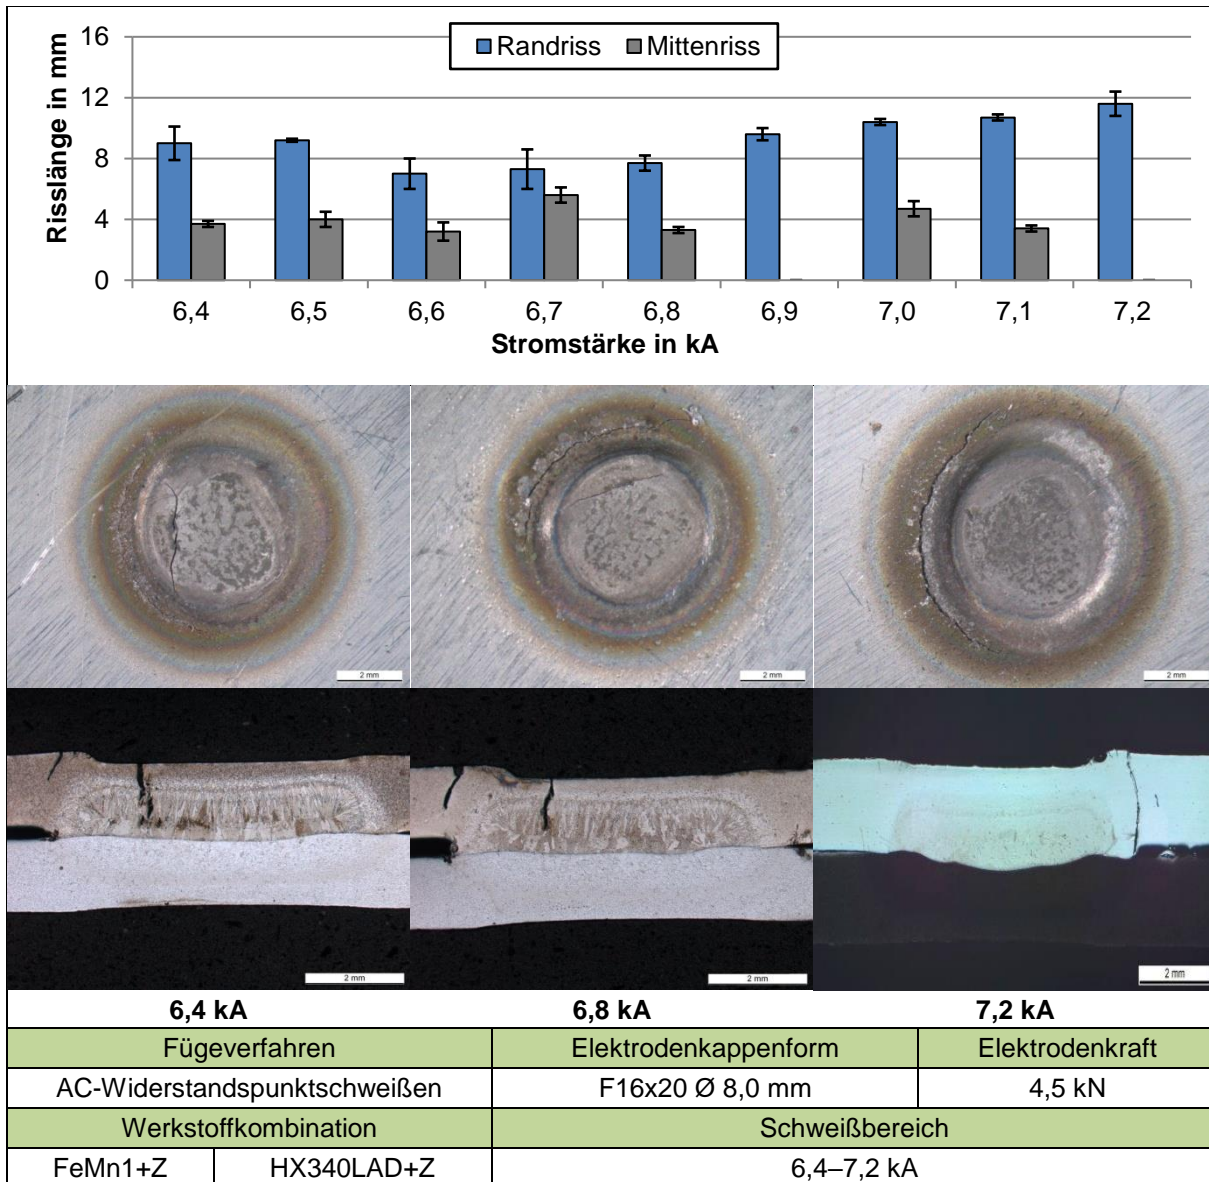 16
12
8
4
0
Risslänge in mm
Randriss Mittenriss
6,4 6,5 6,6 6,7 6,8 6,9 7,0 7,1 7,2
Stromstärke in kA
2 mm 2 mm 2 mm
2 mm 2 mm 2 mm
6,4 kA 6,8 kA 7,2 kA
Fügeverfahren Elektrodenkappenform Elektrodenkraft
AC-Widerstandspunktschweißen F16x20 Ø 8,0 mm 4,5 kN
Werkstoffkombination Schweißbereich
FeMn1+Z HX340LAD+Z 6,4–7,2 kA